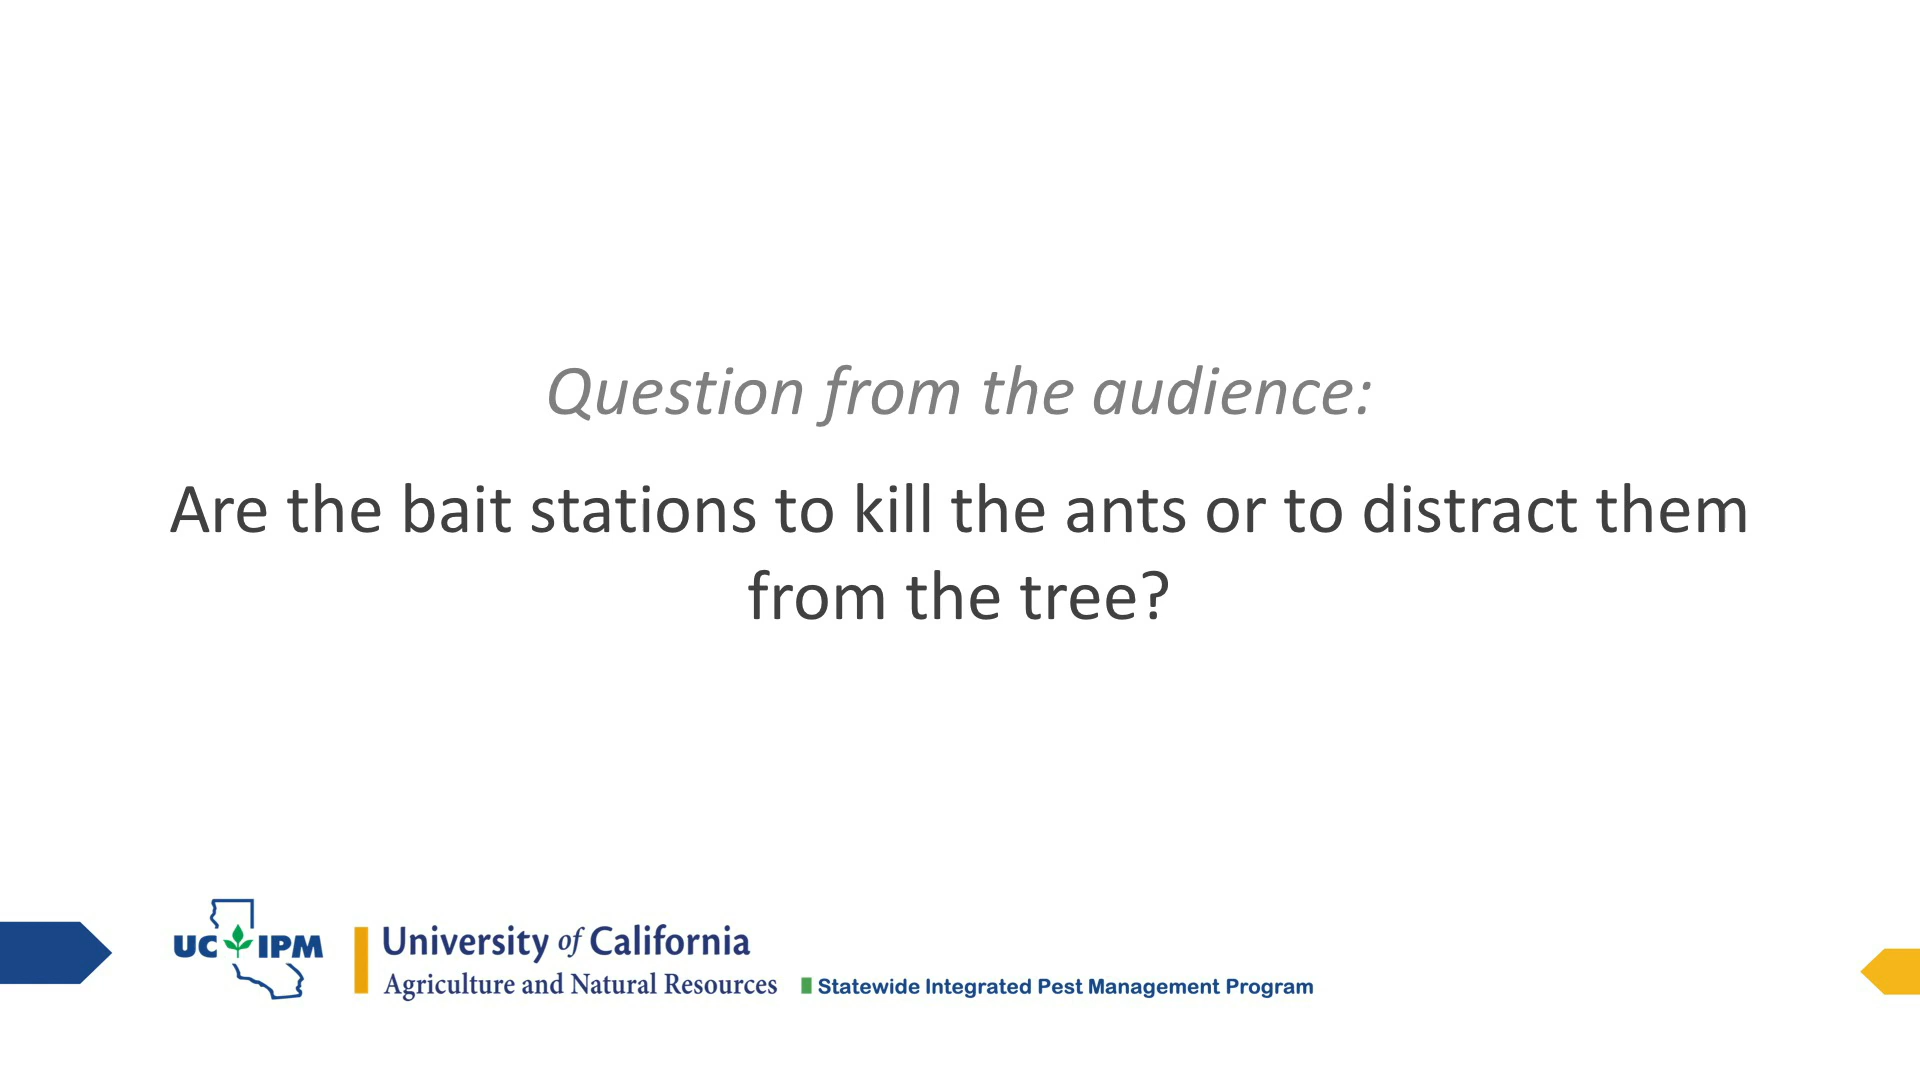 Question from the audience:
Are the bait stations to kill the ants or to distract them
from the tree?
UC IPM
University of California
Agriculture and Natural Resources
Statewide Integrated Pest Management Program